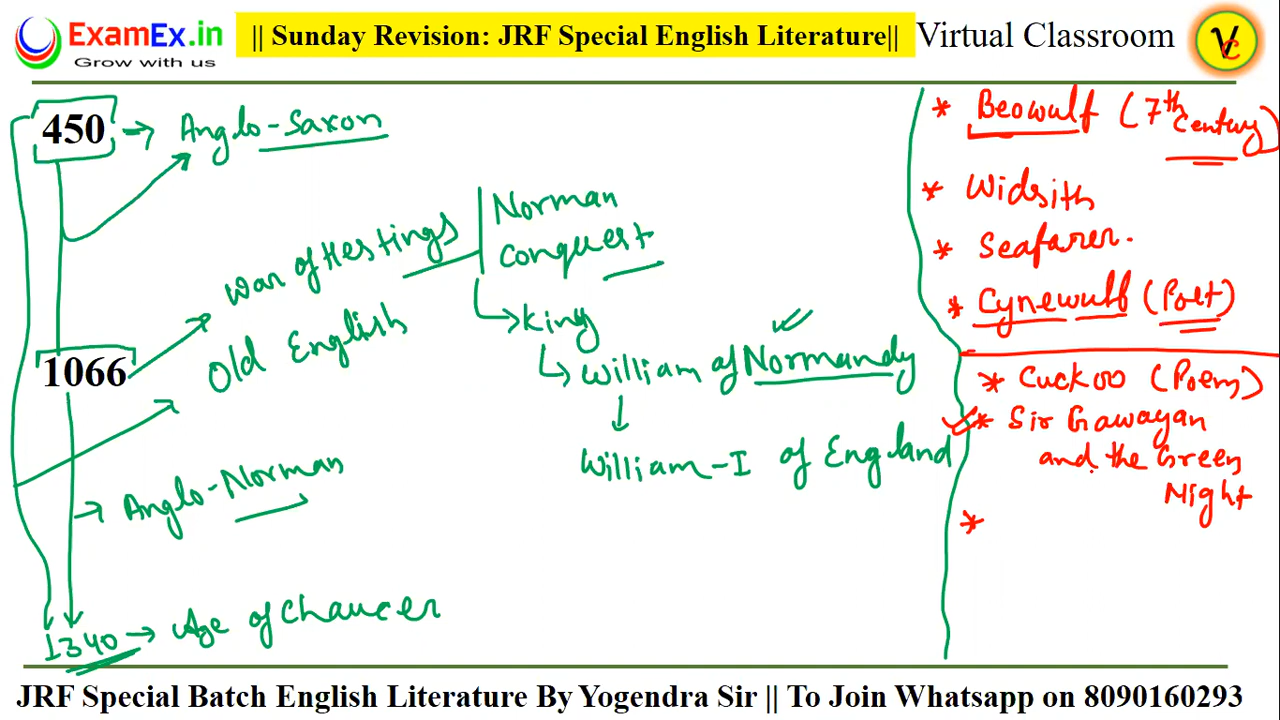 ExamEx.in
Grow with us
|| Sunday Revision: JRF Special English Literature||
Virtual Classroom
VC
450 → Anglo-Saxon
War of Hestings
Norman
conquest
→ King
→ William of Normandy
William-I of England
1066
Old English
→ Anglo-Norman
1340 → Age of Chaucer
* Beowulf (7th century)
* Widsith
* Seafarer.
* Cynewulf (Poet)
* Cuckoo (Poem)
* Sir Gawayan
and the Green
Night
*
JRF Special Batch English Literature By Yogendra Sir || To Join Whatsapp on 8090160293